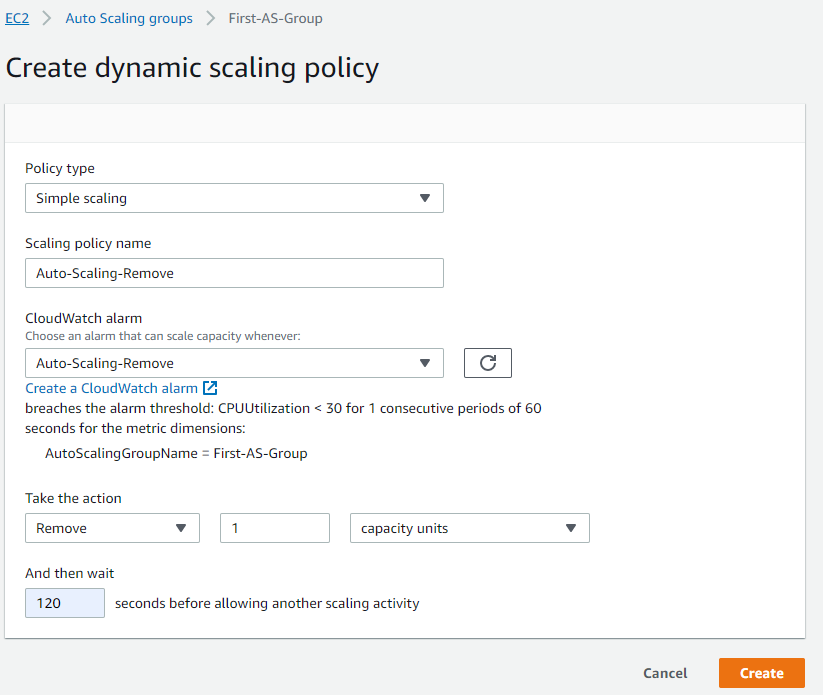 EC2 > Auto Scaling groups > First-AS-Group
Create dynamic scaling policy
Policy type
Simple scaling
Scaling policy name
Auto-Scaling-Remove
CloudWatch alarm
Choose an alarm that can scale capacity whenever:
Auto-Scaling-Remove
Create a CloudWatch alarm
breaches the alarm threshold: CPUUtilization < 30 for 1 consecutive periods of 60
seconds for the metric dimensions:
AutoScalingGroupName = First-AS-Group
Take the action
Remove 1 capacity units
And then wait
120 seconds before allowing another scaling activity
Cancel Create